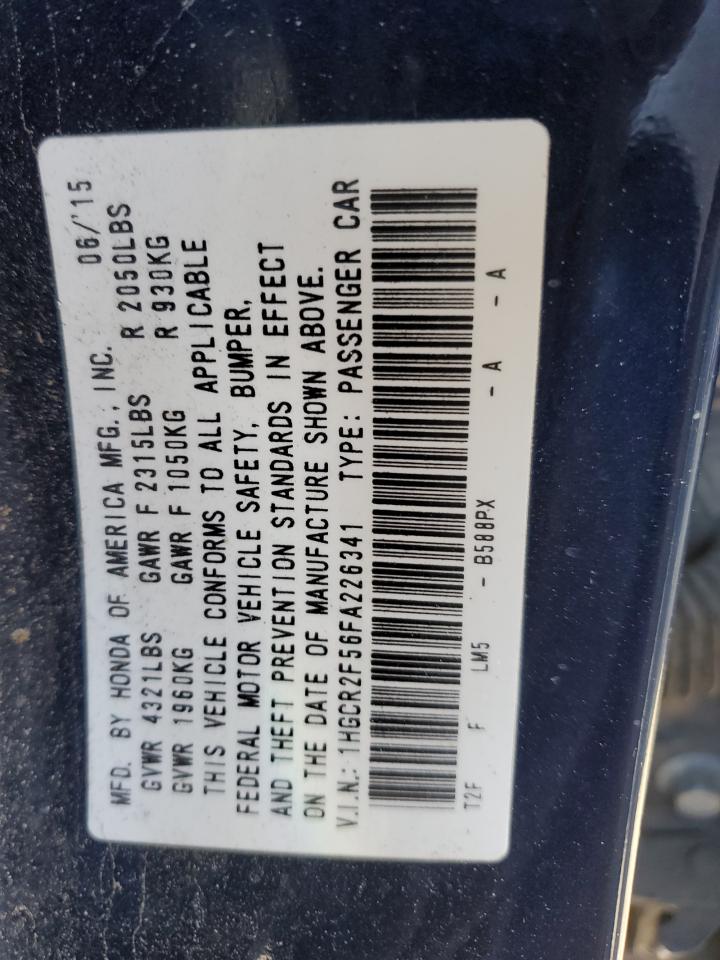 MFD. BY HONDA OF AMERICA MFG., INC. 06/'15
GVWR 4321LBS GAWR F 2315LBS R 2050LBS
GVWR 1960KG GAWR F 1050KG R 930KG
THIS VEHICLE CONFORMS TO ALL APPLICABLE
FEDERAL MOTOR VEHICLE SAFETY, BUMPER,
AND THEFT PREVENTION STANDARDS IN EFFECT
ON THE DATE OF MANUFACTURE SHOWN ABOVE.
V.I.N.: 1HGCR2F56FA226341 TYPE: PASSENGER CAR
- T2F F LM5 - B588PX - A - A